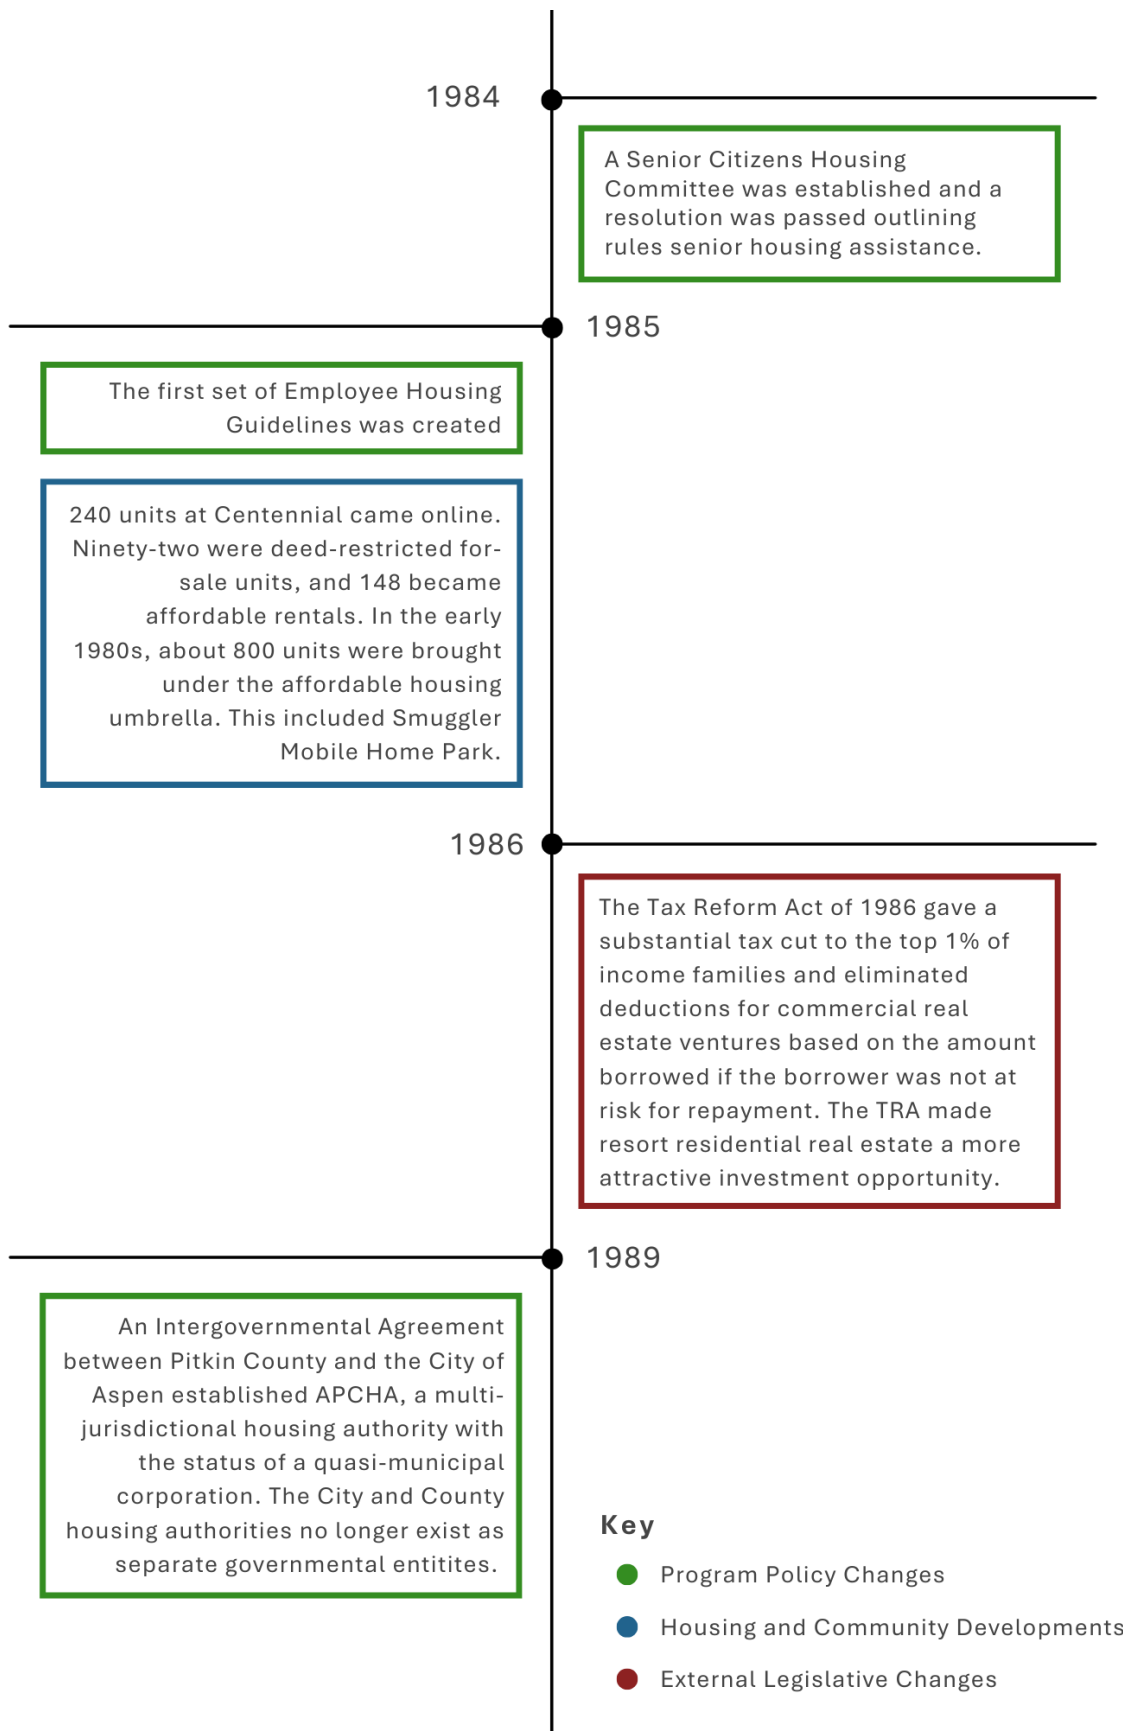 1984
A Senior Citizens Housing
Committee was established and a
resolution was passed outlining
rules senior housing assistance.
1985
The first set of Employee Housing
Guidelines was created
240 units at Centennial came online.
Ninety-two were deed-restricted for-
sale units, and 148 became
affordable rentals. In the early
1980s, about 800 units were brought
under the affordable housing
umbrella. This included Smuggler
Mobile Home Park.
1986
The Tax Reform Act of 1986 gave a
substantial tax cut to the top 1% of
income families and eliminated
deductions for commercial real
estate ventures based on the amount
borrowed if the borrower was not at
risk for repayment. The TRA made
resort residential real estate a more
attractive investment opportunity.
1989
An Intergovernmental Agreement
between Pitkin County and the City of
Aspen established APCHA, a multi-
jurisdictional housing authority with
the status of a quasi-municipal
corporation. The City and County
housing authorities no longer exist as
separate governmental entitites.
Key
Program Policy Changes
Housing and Community Developments
External Legislative Changes